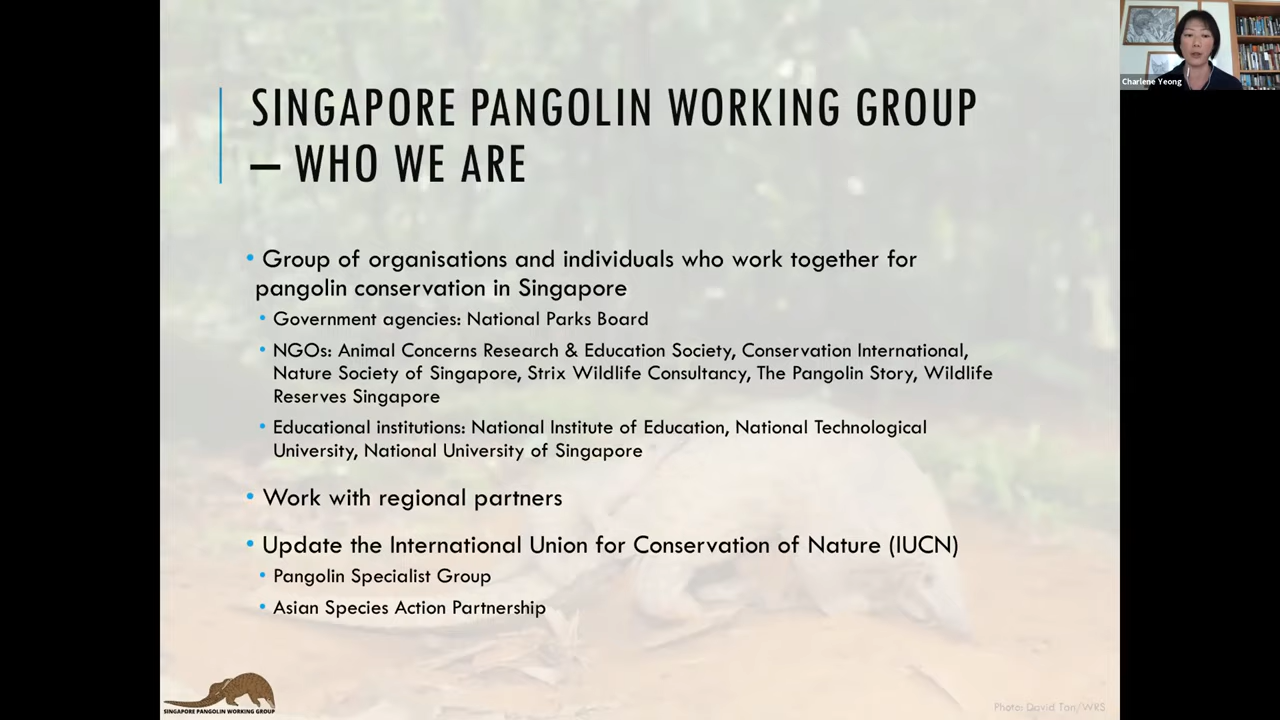 SINGAPORE PANGOLIN WORKING GROUP
– WHO WE ARE
• Group of organisations and individuals who work together for
pangolin conservation in Singapore
• Government agencies: National Parks Board
• NGOs: Animal Concerns Research & Education Society, Conservation International,
Nature Society of Singapore, Strix Wildlife Consultancy, The Pangolin Story, Wildlife
Reserves Singapore
• Educational institutions: National Institute of Education, National Technological
University, National University of Singapore
• Work with regional partners
• Update the International Union for Conservation of Nature (IUCN)
• Pangolin Specialist Group
• Asian Species Action Partnership
SINGAPORE PANGOLIN WORKING GROUP
Photo: David Tan/WRS
Charlene Yeong